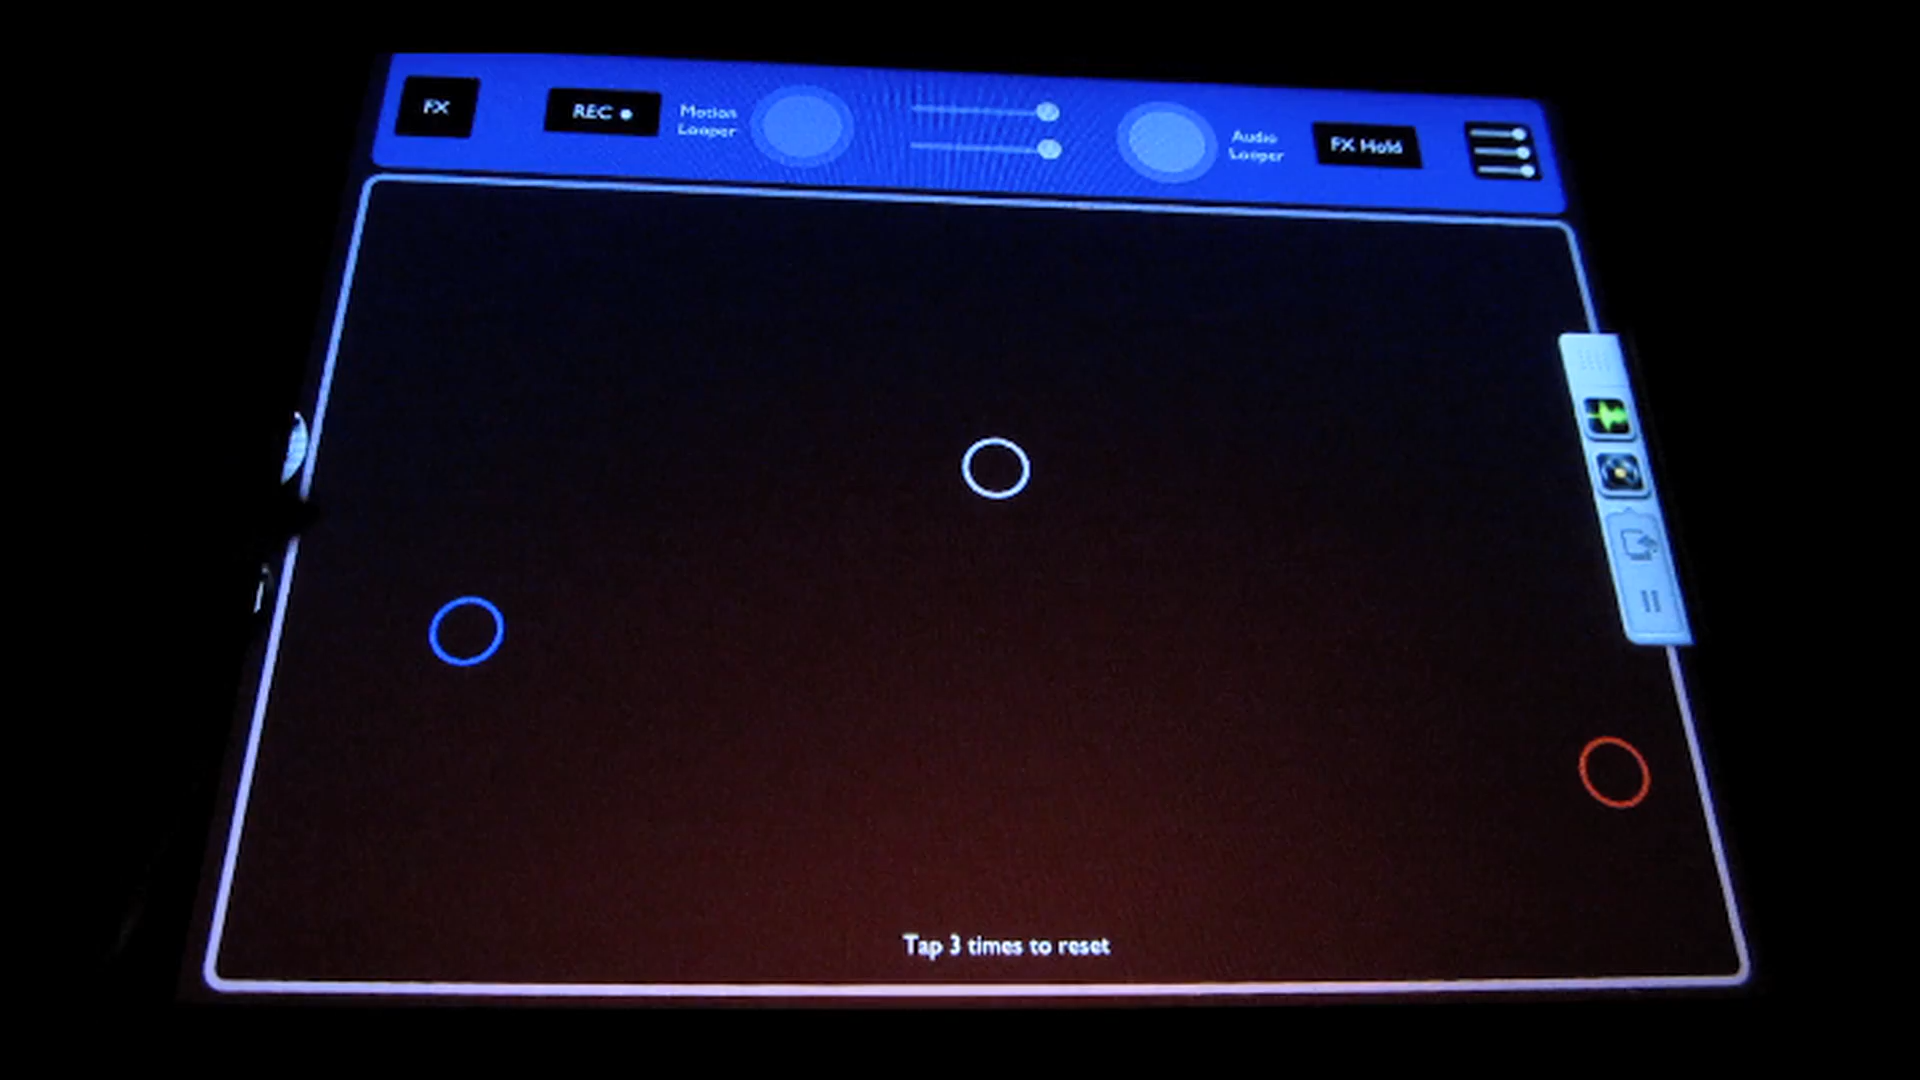 FX
REC
Motion
Looper
Audio
Looper
FX Hold
Tap 3 times to reset